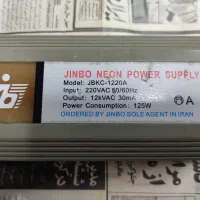 JINBO NEON POWER SUPPLY
Model: JBKC-1220A
Input: 220VAC 50/60Hz
Output: 12kVAC 30mA
Power Consumption: 125W
ORDERED BY JINBO SOLE AGENT IN IRAN